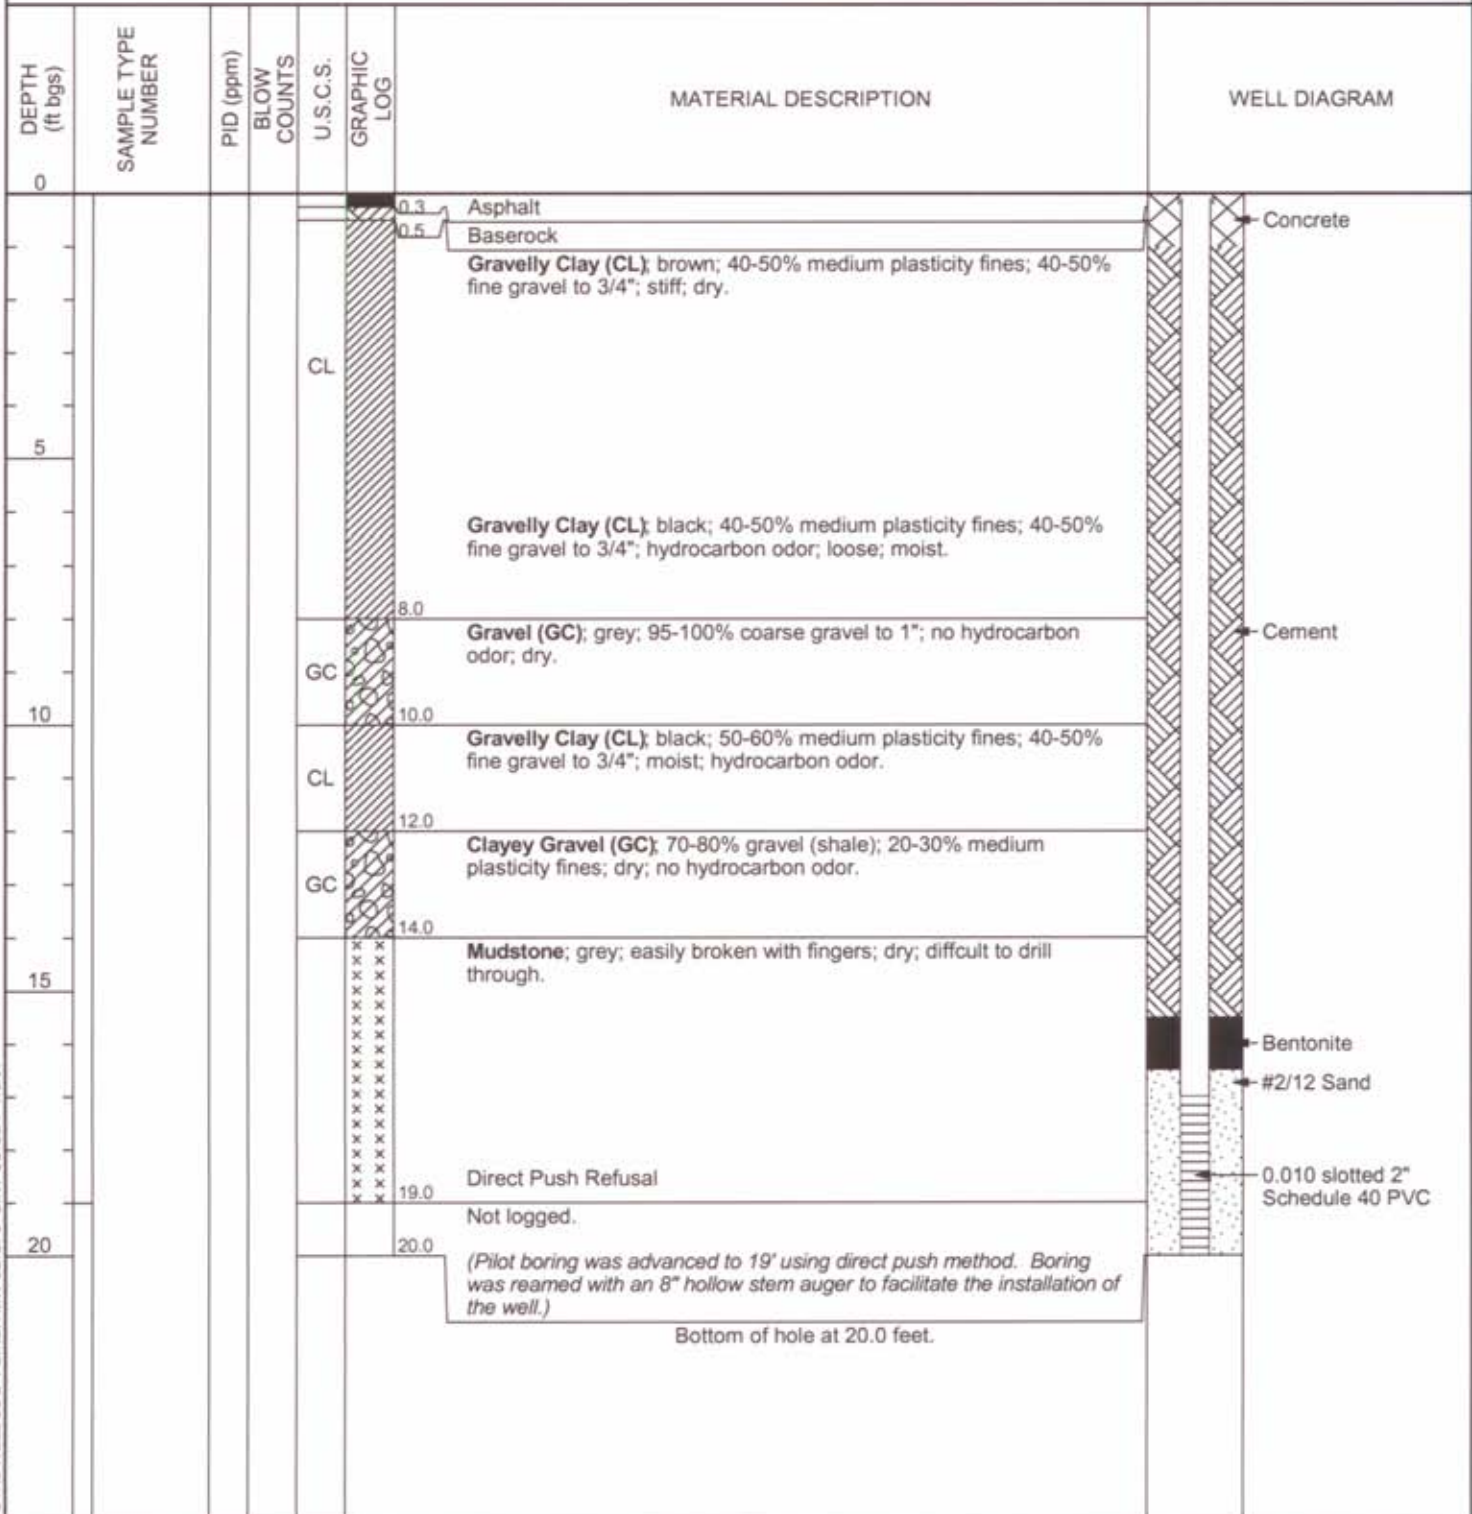 DEPTH
(ft bgs)
SAMPLE TYPE
NUMBER
PID (ppm)
BLOW
COUNTS
U.S.C.S.
GRAPHIC
LOG
MATERIAL DESCRIPTION
WELL DIAGRAM
0
0.3 Asphalt
Concrete
0.5 Baserock
Gravelly Clay (CL); brown; 40-50% medium plasticity fines; 40-50%
fine gravel to 3/4"; stiff; dry.
CL
5
Gravelly Clay (CL); black; 40-50% medium plasticity fines; 40-50%
fine gravel to 3/4"; hydrocarbon odor; loose; moist.
8.0
Gravel (GC); grey; 95-100% coarse gravel to 1"; no hydrocarbon
odor; dry.
Cement
GC
10
10.0
Gravelly Clay (CL); black; 50-60% medium plasticity fines; 40-50%
fine gravel to 3/4"; moist; hydrocarbon odor.
CL
12.0
Clayey Gravel (GC); 70-80% gravel (shale); 20-30% medium
plasticity fines; dry; no hydrocarbon odor.
GC
14.0
Mudstone; grey; easily broken with fingers; dry; diffcult to drill
through.
15
Bentonite
#2/12 Sand
Direct Push Refusal
0.010 slotted 2"
Schedule 40 PVC
19.0
Not logged.
20
20.0
(Pilot boring was advanced to 19' using direct push method. Boring
was reamed with an 8" hollow stem auger to facilitate the installation of
the well.)
Bottom of hole at 20.0 feet.